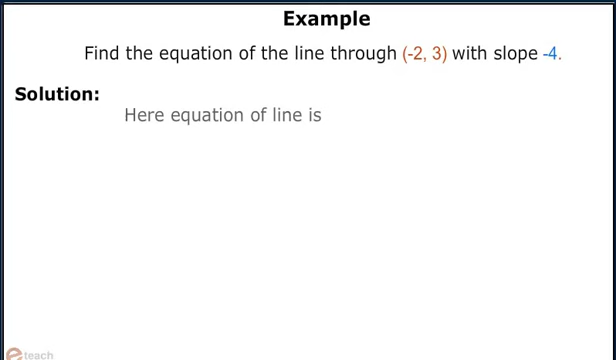 Example
Find the equation of the line through (-2, 3) with slope -4.
Solution:
Here equation of line is
e teach